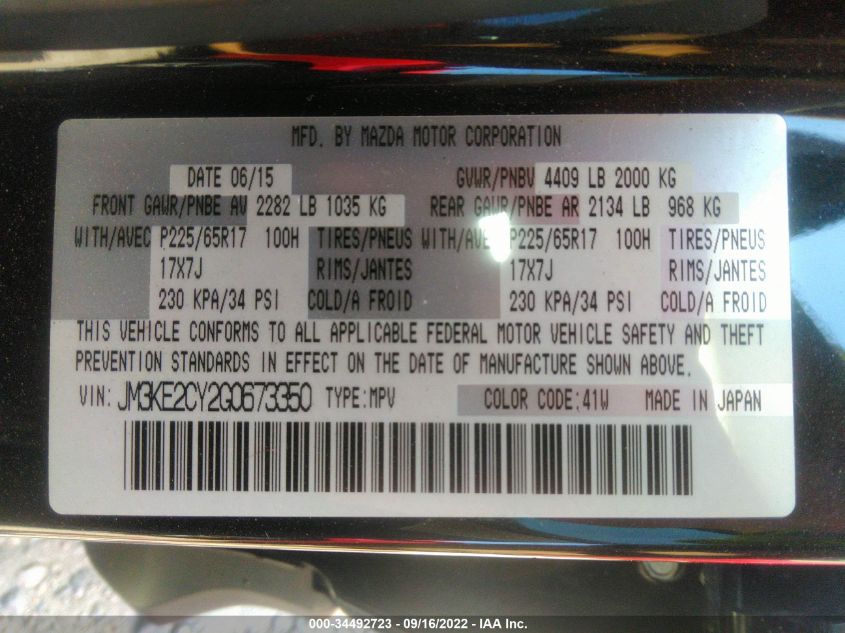 MFD. BY MAZDA MOTOR CORPORATION
DATE 06/15 GVWR/PNBV 4409 LB 2000 KG
FRONT GAWR/PNBE AV 2282 LB 1035 KG REAR GAWR/PNBE AR 2134 LB 968 KG
WITH/AVEC P225/65R17 100H TIRES/PNEUS WITH/AVEC P225/65R17 100H TIRES/PNEUS
17X7J RIMS/JANTES 17X7J RIMS/JANTES
230 KPA/34 PSI COLD/A FROID 230 KPA/34 PSI COLD/A FROID
THIS VEHICLE CONFORMS TO ALL APPLICABLE FEDERAL MOTOR VEHICLE SAFETY AND THEFT
PREVENTION STANDARDS IN EFFECT ON THE DATE OF MANUFACTURE SHOWN ABOVE.
VIN: JM3KE2CY2G0673350 TYPE:MPV COLOR CODE:41W MADE IN JAPAN
000-34492723 - 09/16/2022 - IAA Inc.